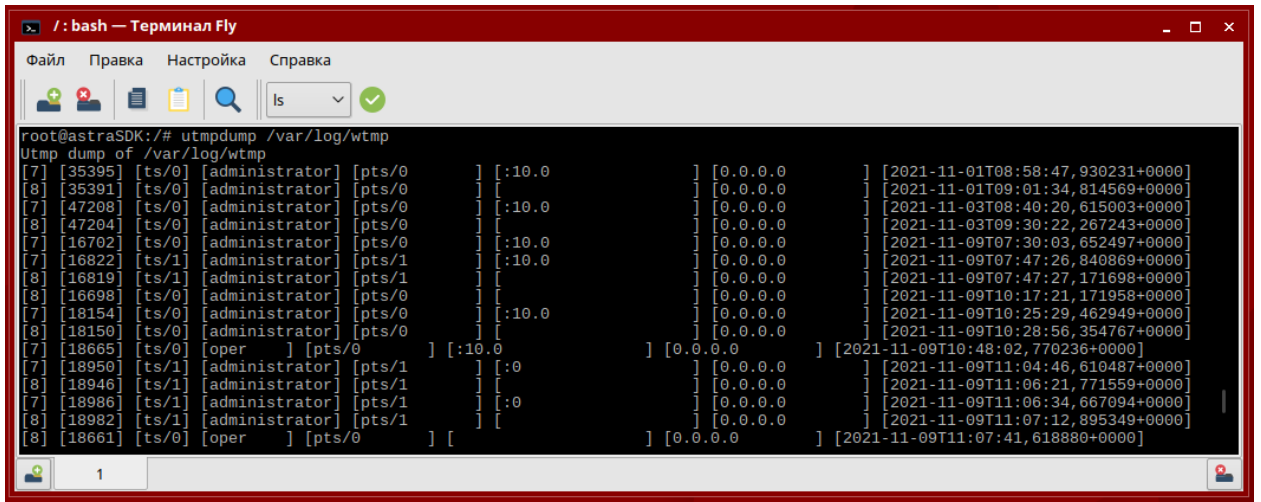 / : bash — Терминал Fly
Файл Правка Настройка Справка
ls
root@astraSDK:/# utmpdump /var/log/wtmp
Utmp dump of /var/log/wtmp
[7] [35395] [ts/0] [administrator] [pts/0       ] [:10.0                ] [0.0.0.0        ] [2021-11-01T08:58:47,930231+0000]
[8] [35391] [ts/0] [administrator] [pts/0       ] [                    ] [0.0.0.0        ] [2021-11-01T09:01:34,814569+0000]
[7] [47208] [ts/0] [administrator] [pts/0       ] [:10.0                ] [0.0.0.0        ] [2021-11-03T08:40:20,615003+0000]
[8] [47204] [ts/0] [administrator] [pts/0       ] [                    ] [0.0.0.0        ] [2021-11-03T09:30:22,267243+0000]
[7] [16702] [ts/0] [administrator] [pts/0       ] [:10.0                ] [0.0.0.0        ] [2021-11-09T07:30:03,652497+0000]
[7] [16822] [ts/1] [administrator] [pts/1       ] [:10.0                ] [0.0.0.0        ] [2021-11-09T07:47:26,840869+0000]
[8] [16819] [ts/1] [administrator] [pts/1       ] [                    ] [0.0.0.0        ] [2021-11-09T07:47:27,171698+0000]
[8] [16698] [ts/0] [administrator] [pts/0       ] [                    ] [0.0.0.0        ] [2021-11-09T10:17:21,171958+0000]
[7] [18154] [ts/0] [administrator] [pts/0       ] [:10.0                ] [0.0.0.0        ] [2021-11-09T10:25:29,462949+0000]
[8] [18150] [ts/0] [administrator] [pts/0       ] [                    ] [0.0.0.0        ] [2021-11-09T10:28:56,354767+0000]
[7] [18665] [ts/0] [oper    ] [pts/0       ] [:10.0                ] [0.0.0.0        ] [2021-11-09T10:48:02,770236+0000]
[7] [18950] [ts/1] [administrator] [pts/1       ] [:0                  ] [0.0.0.0        ] [2021-11-09T11:04:46,610487+0000]
[8] [18946] [ts/1] [administrator] [pts/1       ] [                    ] [0.0.0.0        ] [2021-11-09T11:06:21,771559+0000]
[7] [18986] [ts/1] [administrator] [pts/1       ] [:0                  ] [0.0.0.0        ] [2021-11-09T11:06:34,667094+0000]
[8] [18982] [ts/1] [administrator] [pts/1       ] [                    ] [0.0.0.0        ] [2021-11-09T11:07:12,895349+0000]
[8] [18661] [ts/0] [oper    ] [pts/0       ] [                    ] [0.0.0.0        ] [2021-11-09T11:07:41,618880+0000]
1